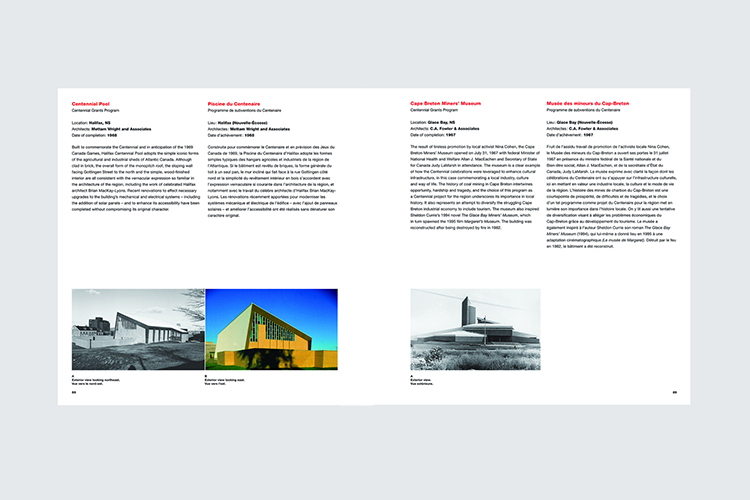 Centennial Pool
Centennial Grants Program
Location: Halifax, NS
Architects: Mettam Wright and Associates
Date of completion: 1968
Built to commemorate the Centennial and in anticipation of the 1969
Canada Games, Halifax Centennial Pool adopts the simple iconic forms
of the agricultural and industrial sheds of Atlantic Canada. Although
clad in brick, the overall form of the monopitch roof, the sloping wall
facing Gottingen Street to the north and the simple, wood-finished
interior are all consistent with the vernacular expression so familiar in
the architecture of the region, including the work of celebrated Halifax
architect Brian MacKay-Lyons. Recent renovations to affect necessary
upgrades to the building's mechanical and electrical systems – including
the addition of solar panels – and to enhance its accessibility have been
completed without compromising its original character.
Piscine du Centenaire
Programme de subventions du Centenaire
Lieu: Halifax (Nouvelle-Écosse)
Architectes: Mettam Wright and Associates
Date d'achèvement: 1968
Construite pour commémorer le Centenaire et en prévision des Jeux du
Canada de 1969, la Piscine du Centenaire d'Halifax adopte les formes
simples typiques des hangars agricoles et industriels de la région de
l'Atlantique. Si le bâtiment est revêtu de briques, la forme générale du
toit à un seul pan, le mur incliné qui fait face à la rue Gottingen côté
nord et la simplicité du revêtement intérieur en bois s'accordent avec
l'expression vernaculaire si courante dans l'architecture de la région, et
notamment avec le travail du célèbre architecte d'Halifax Brian MacKay-
Lyons. Les rénovations récemment apportées pour moderniser les
systèmes mécanique et électrique de l'édifice – avec l'ajout de panneaux
solaires – et améliorer l'accessibilité ont été réalisés sans dénaturer son
caractère original.
A
Exterior view looking northeast.
Vue vers le nord-est.
B
Exterior view looking east.
Vue vers l'est.
Cape Breton Miners' Museum
Centennial Grants Program
Location: Glace Bay, NS
Architects: C.A. Fowler & Associates
Date of completion: 1967
The result of tireless promotion by local activist Nina Cohen, the Cape
Breton Miners' Museum opened on July 31, 1967 with federal Minister of
National Health and Welfare Allan J. MacEachen and Secretary of State
for Canada Judy LaMarsh in attendance. The museum is a clear example
of how the Centennial celebrations were leveraged to enhance cultural
infrastructure, in this case commemorating a local industry, culture
and way of life. The history of coal mining in Cape Breton intertwines
opportunity, hardship and tragedy, and the choice of this program as
a Centennial project for the region underscores its importance in local
history. It also represents an attempt to diversify the struggling Cape
Breton industrial economy to include tourism. The museum also inspired
Sheldon Currie's 1994 novel The Glace Bay Miners' Museum, which
in turn spawned the 1995 film Margaret's Museum. The building was
reconstructed after being destroyed by fire in 1982.
Musée des mineurs du Cap-Breton
Programme de subventions du Centenaire
Lieu: Glace Bay (Nouvelle-Écosse)
Architectes: C.A. Fowler & Associates
Date d'achèvement: 1967
Fruit de l'assidu travail de promotion de l'activiste locale Nina Cohen,
le Musée des mineurs du Cap-Breton a ouvert ses portes le 31 juillet
1967 en présence du ministre fédéral de la Santé nationale et du
Bien-être social, Allan J. MacEachen, et de la secrétaire d'État du
Canada, Judy LaMarsh. Le musée exprime avec clarté la façon dont les
célébrations du Centenaire ont su s'appuyer sur l'infrastructure culturelle,
ici en mettant en valeur une industrie locale, la culture et le mode de vie
de la région. L'histoire des mines de charbon du Cap-Breton est une
courtepointe de prospérité, de difficultés et de tragédies, et le choix
d'un tel programme comme projet du Centenaire pour la région met en
lumière son importance dans l'histoire locale. On y lit aussi une tentative
de diversification visant à alléger les problèmes économiques du
Cap-Breton grâce au développement du tourisme. Le musée a
également inspiré à l'auteur Sheldon Currie son roman The Glace Bay
Miners' Museum (1994), qui lui-même a donné lieu en 1995 à une
adaptation cinématographique (Le musée de Margaret). Détruit par le feu
en 1982, le bâtiment a été reconstruit.
A
Exterior view.
Vue extérieure.